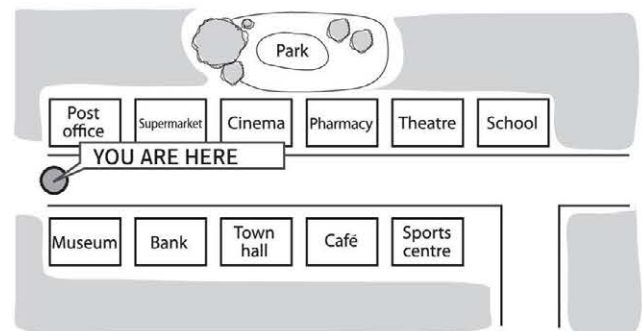 Park
Post
office
Supermarket
Cinema
Pharmacy
Theatre
School
YOU ARE HERE
Museum
Bank
Town
hall
Café
Sports
centre